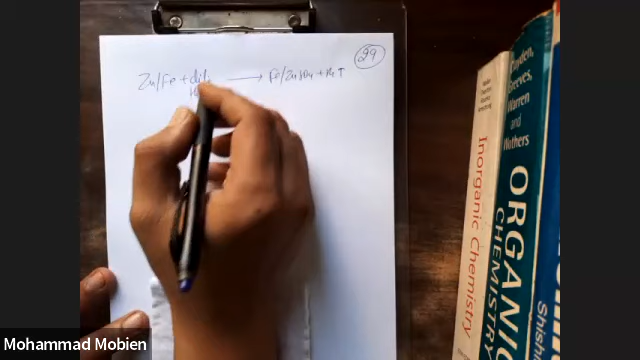 29
Zn/Fe + dil. ⟶ Fe/ZnSO4 + H2 ↑
Inorganic Chemistry
Clayden,
Greeves,
Warren
and
Wothers
ORGANIC
CHEMISTRY
Mohammad Mobien